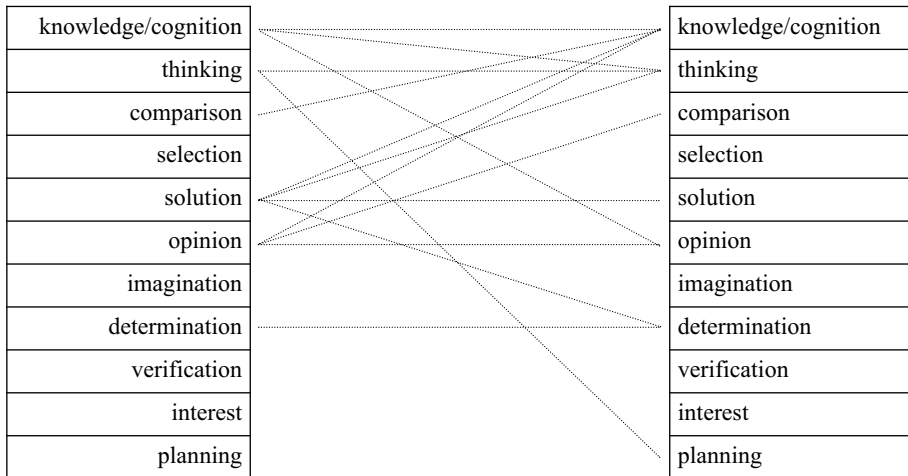 knowledge/cognition knowledge/cognition
thinking thinking
comparison comparison
selection selection
solution solution
opinion opinion
imagination imagination
determination determination
verification verification
interest interest
planning planning